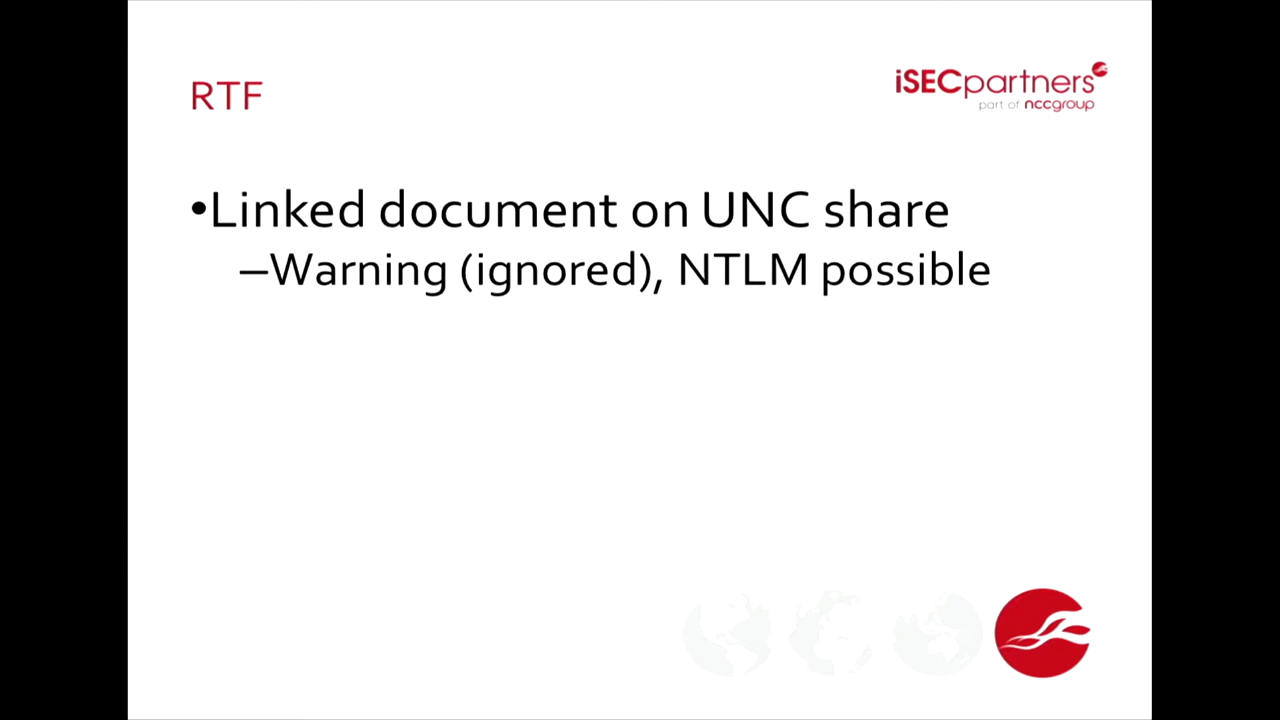 RTF
iSECpartners
part of nccgroup
•Linked document on UNC share
–Warning (ignored), NTLM possible